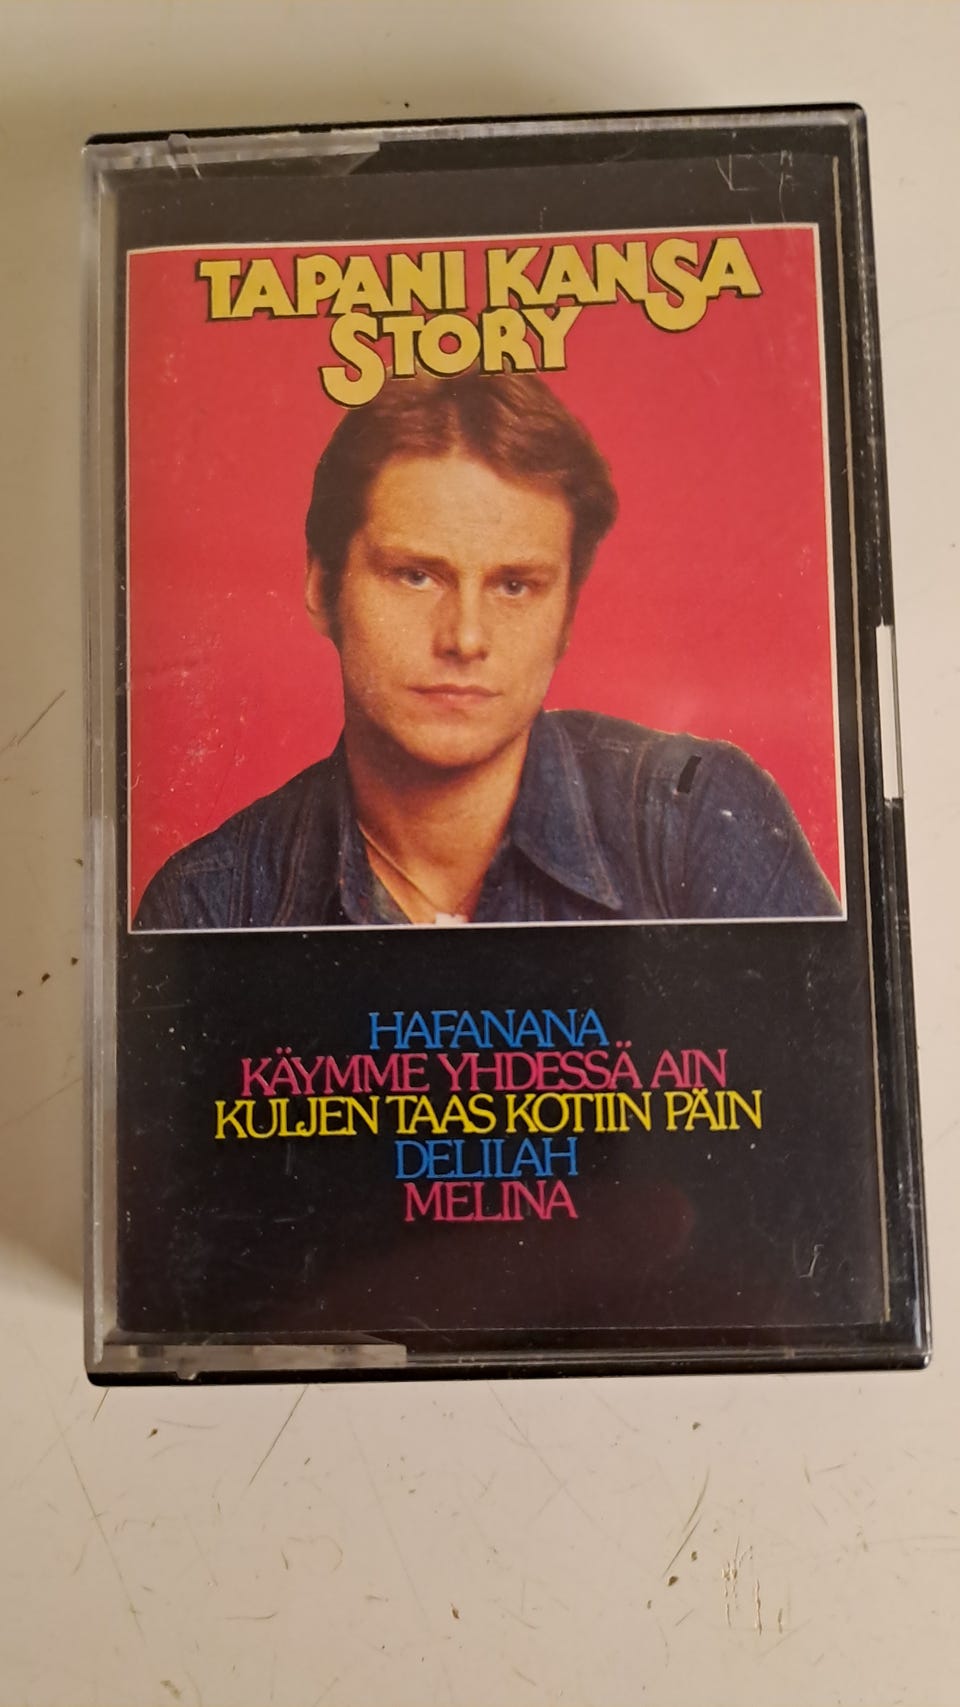 TAPANI KANSA
STORY
HAFANANA
KÄYMME YHDESSÄ AIN
KULJEN TAAS KOTIIN PÄIN
DELILAH
MELINA